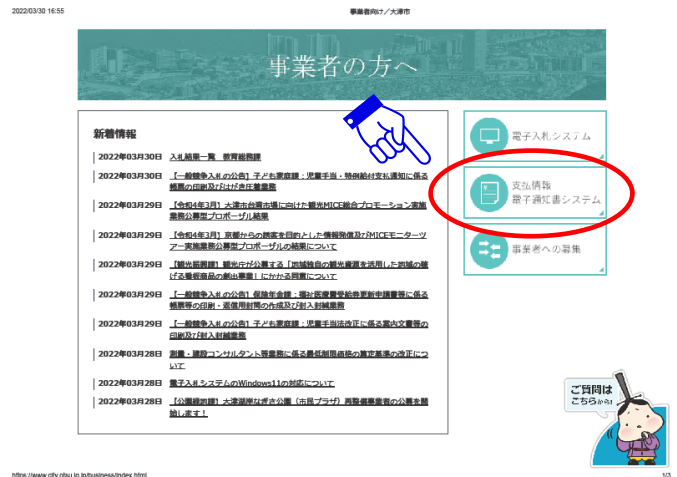 2022/03/30 16:55
事業者向け／大津市
事業者の方へ
新着情報
2022年03月30日 入札結果一覧 教育総務課
2022年03月30日 【一般競争入札の公告】子ども家庭課：児童手当・特例給付支払通知に係る
帳票の印刷及びはがき圧着業務
2022年03月29日 【令和4年3月】大津市台湾市場に向けた観光MICE総合プロモーション実施
業務公募型プロポーザル結果
2022年03月29日 【令和4年3月】京都からの誘客を目的とした情報発信及びMICEモニターツ
アー実施業務公募型プロポーザルの結果について
2022年03月29日 【観光振興課】観光庁が公募する「地域独自の観光資源を活用した地域の稼
げる看板商品の創出事業」にかかる同意について
2022年03月29日 【一般競争入札の公告】保険年金課：福祉医療費受給券更新申請書等に係る
帳票等の印刷・返信用封筒の作成及び封入封緘業務
2022年03月29日 【一般競争入札の公告】子ども家庭課：児童手当法改正に係る案内文書等の
印刷及び封入封緘業務
2022年03月28日 測量・建設コンサルタント等業務に係る最低制限価格の算定基準の改正につ
いて
2022年03月28日 電子入札システムのWindows11の対応について
2022年03月28日 【公園緑地課】大津湖岸なぎさ公園（市民プラザ）再整備事業者の公募を開
始します！
電子入札システム
支払情報
電子通知書システム
事業者への募集
ご質問は
こちらから!
https://www.city.otsu.lg.jp/business/index.html
1/3